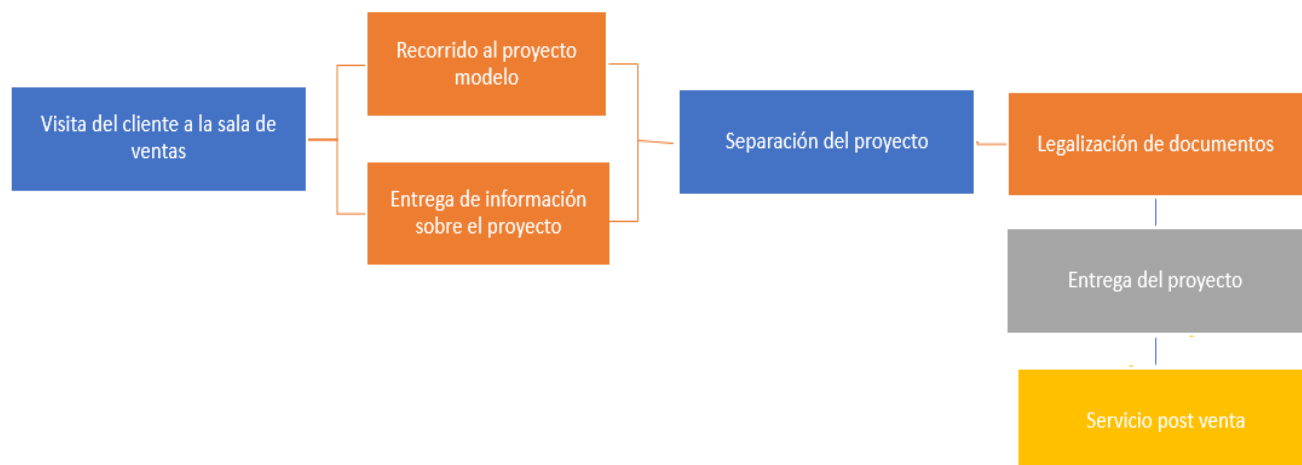 Visita del cliente a la sala de
ventas
Recorrido al proyecto
modelo
Entrega de información
sobre el proyecto
Separación del proyecto
Legalización de documentos
Entrega del proyecto
Servicio post venta